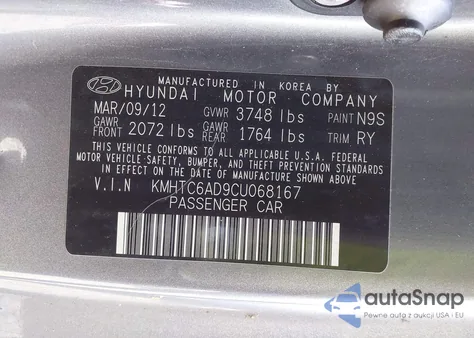 MANUFACTURED IN KOREA BY
HYUNDAI MOTOR COMPANY
MAR/09/12 GVWR 3748 lbs PAINT N9S
GAWR FRONT 2072 lbs GAWR REAR 1764 lbs TRIM RY
THIS VEHICLE CONFORMS TO ALL APPLICABLE U.S.A. FEDERAL
MOTOR VEHICLE SAFETY, BUMPER, AND THEFT PREVENTION STANDARDS
IN EFFECT ON THE DATE OF MANUFACTURE SHOWN ABOVE
V.I.N KMHTC6AD9CU068167
PASSENGER CAR
autoSnap
Pewne auta z aukcji USA i EU